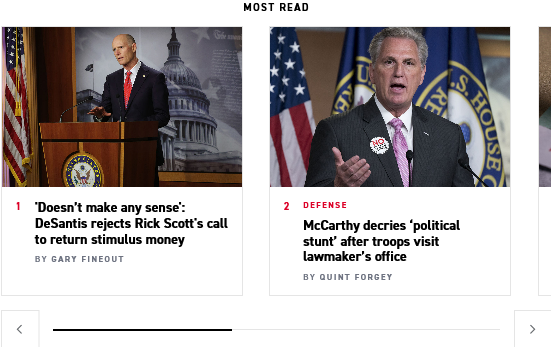 MOST READ
1 'Doesn't make any sense':
DeSantis rejects Rick Scott's call
to return stimulus money
BY GARY FINEOUT
2 DEFENSE
McCarthy decries ‘political
stunt’ after troops visit
lawmaker’s office
BY QUINT FORGEY